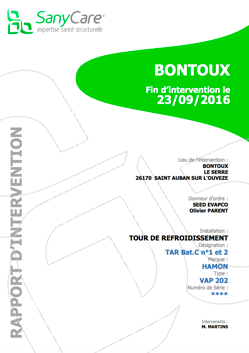 SanyCare®
expertise santé structurelle
BONTOUX
Fin d'intervention le
23/09/2016
RAPPORT D'INTERVENTION
Lieu de l'intervention :
BONTOUX
LE SERRE
26170 SAINT AUBAN SUR L'OUVEZE
Donneur d'ordre :
SEED EVAPCO
Olivier PARENT
Installation :
TOUR DE REFROIDISSEMENT
Désignation :
TAR Bat.C n°1 et 2
Marque :
HAMON
Type :
VAP 202
Numéro de Série :
****
Intervenants :
M. MARTINS